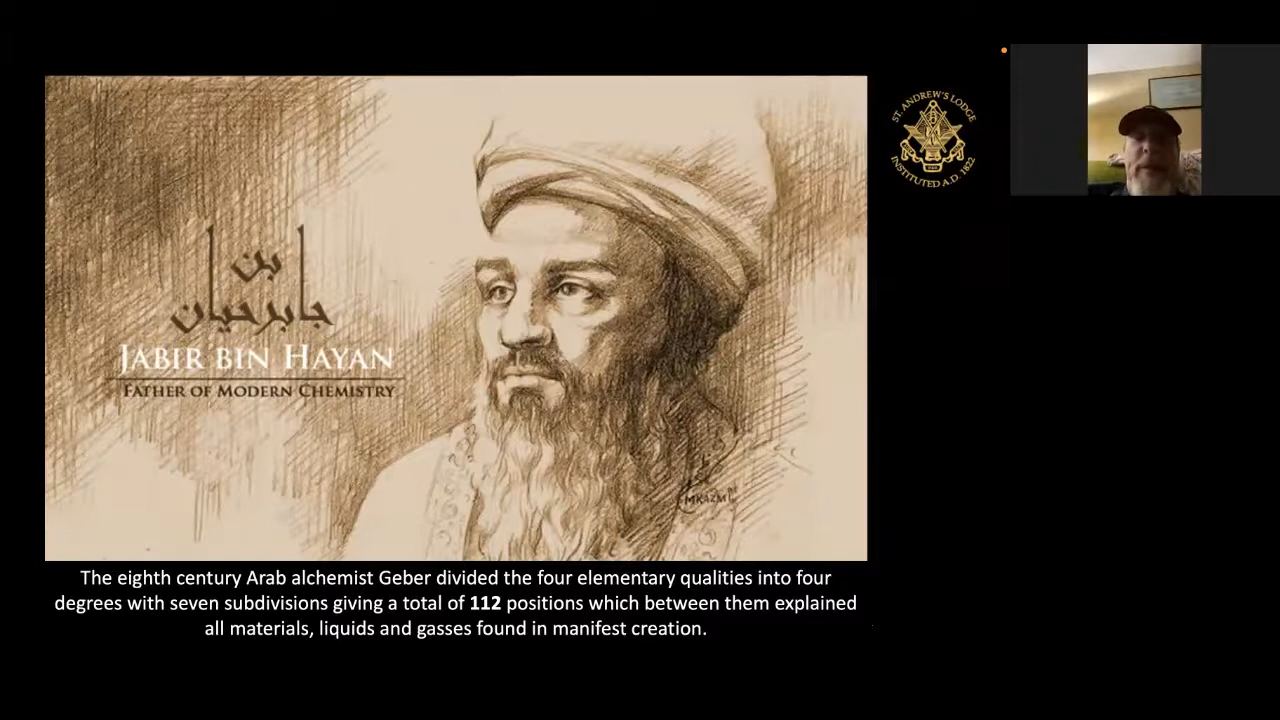 بن
جابر حيان
JABIR BIN HAYAN
FATHER OF MODERN CHEMISTRY
MKAZMI
ST. ANDREW'S LODGE
INSTITUTED A.D. 1822
The eighth century Arab alchemist Geber divided the four elementary qualities into four
degrees with seven subdivisions giving a total of 112 positions which between them explained
all materials, liquids and gasses found in manifest creation.